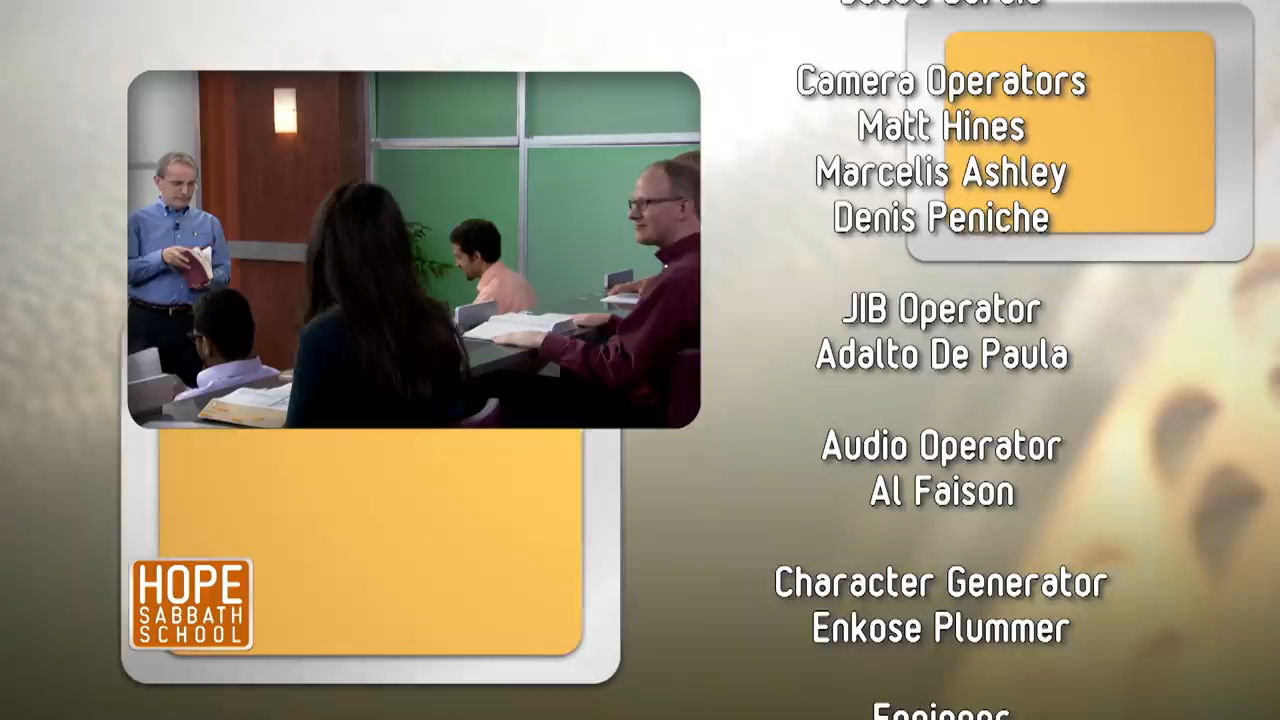 Camera Operators
Matt Hines
Marcelis Ashley
Denis Peniche
JIB Operator
Adalto De Paula
Audio Operator
Al Faison
Character Generator
Enkose Plummer
Engineer
HOPE
SABBATH
SCHOOL